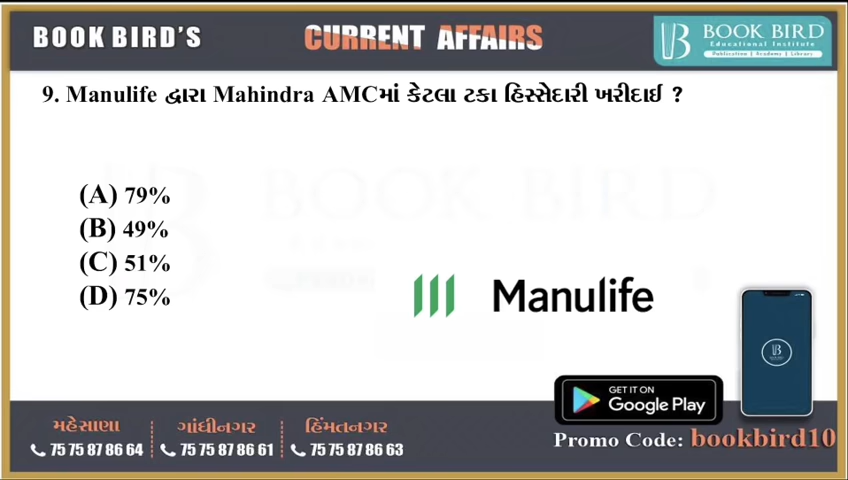 BOOK BIRD'S
CURRENT AFFAIRS
BOOK BIRD
Educational Institute
Publication | Academy | Library
9. Manulife દ્વારા Mahindra AMCમાં કેટલા ટકા હિસ્સેદારી ખરીદાઈ ?
BOOK BIRD
(A) 79%
(B) 49%
(C) 51%
(D) 75%
Manulife
GET IT ON
Google Play
મહેસાણા
75 75 87 86 64
ગાંધીનગર
75 75 87 86 61
હિંમતનગર
75 75 87 86 63
Promo Code: bookbird10